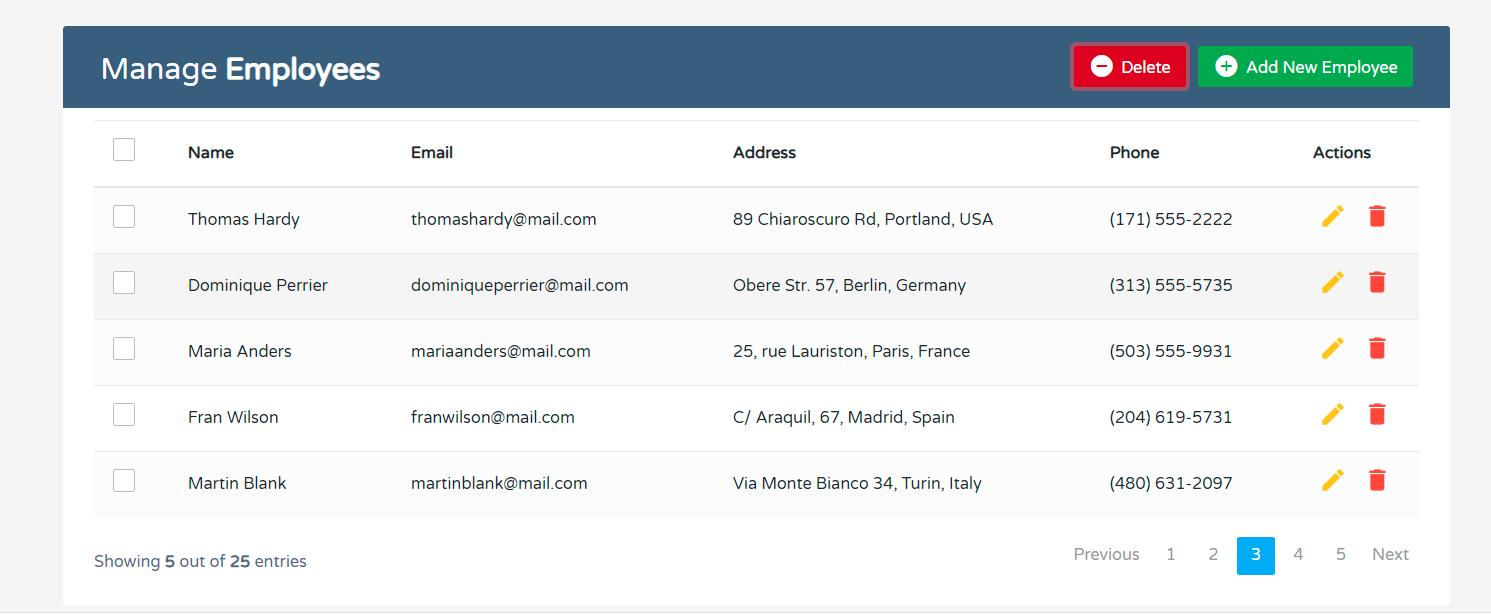 Manage Employees
Delete
Add New Employee
Name Email Address Phone Actions
Thomas Hardy thomashardy@mail.com 89 Chiaroscuro Rd, Portland, USA (171) 555-2222
Dominique Perrier dominiqueperrier@mail.com Obere Str. 57, Berlin, Germany (313) 555-5735
Maria Anders mariaanders@mail.com 25, rue Lauriston, Paris, France (503) 555-9931
Fran Wilson franwilson@mail.com C/ Araquil, 67, Madrid, Spain (204) 619-5731
Martin Blank martinblank@mail.com Via Monte Bianco 34, Turin, Italy (480) 631-2097
Showing 5 out of 25 entries
Previous 1 2 3 4 5 Next